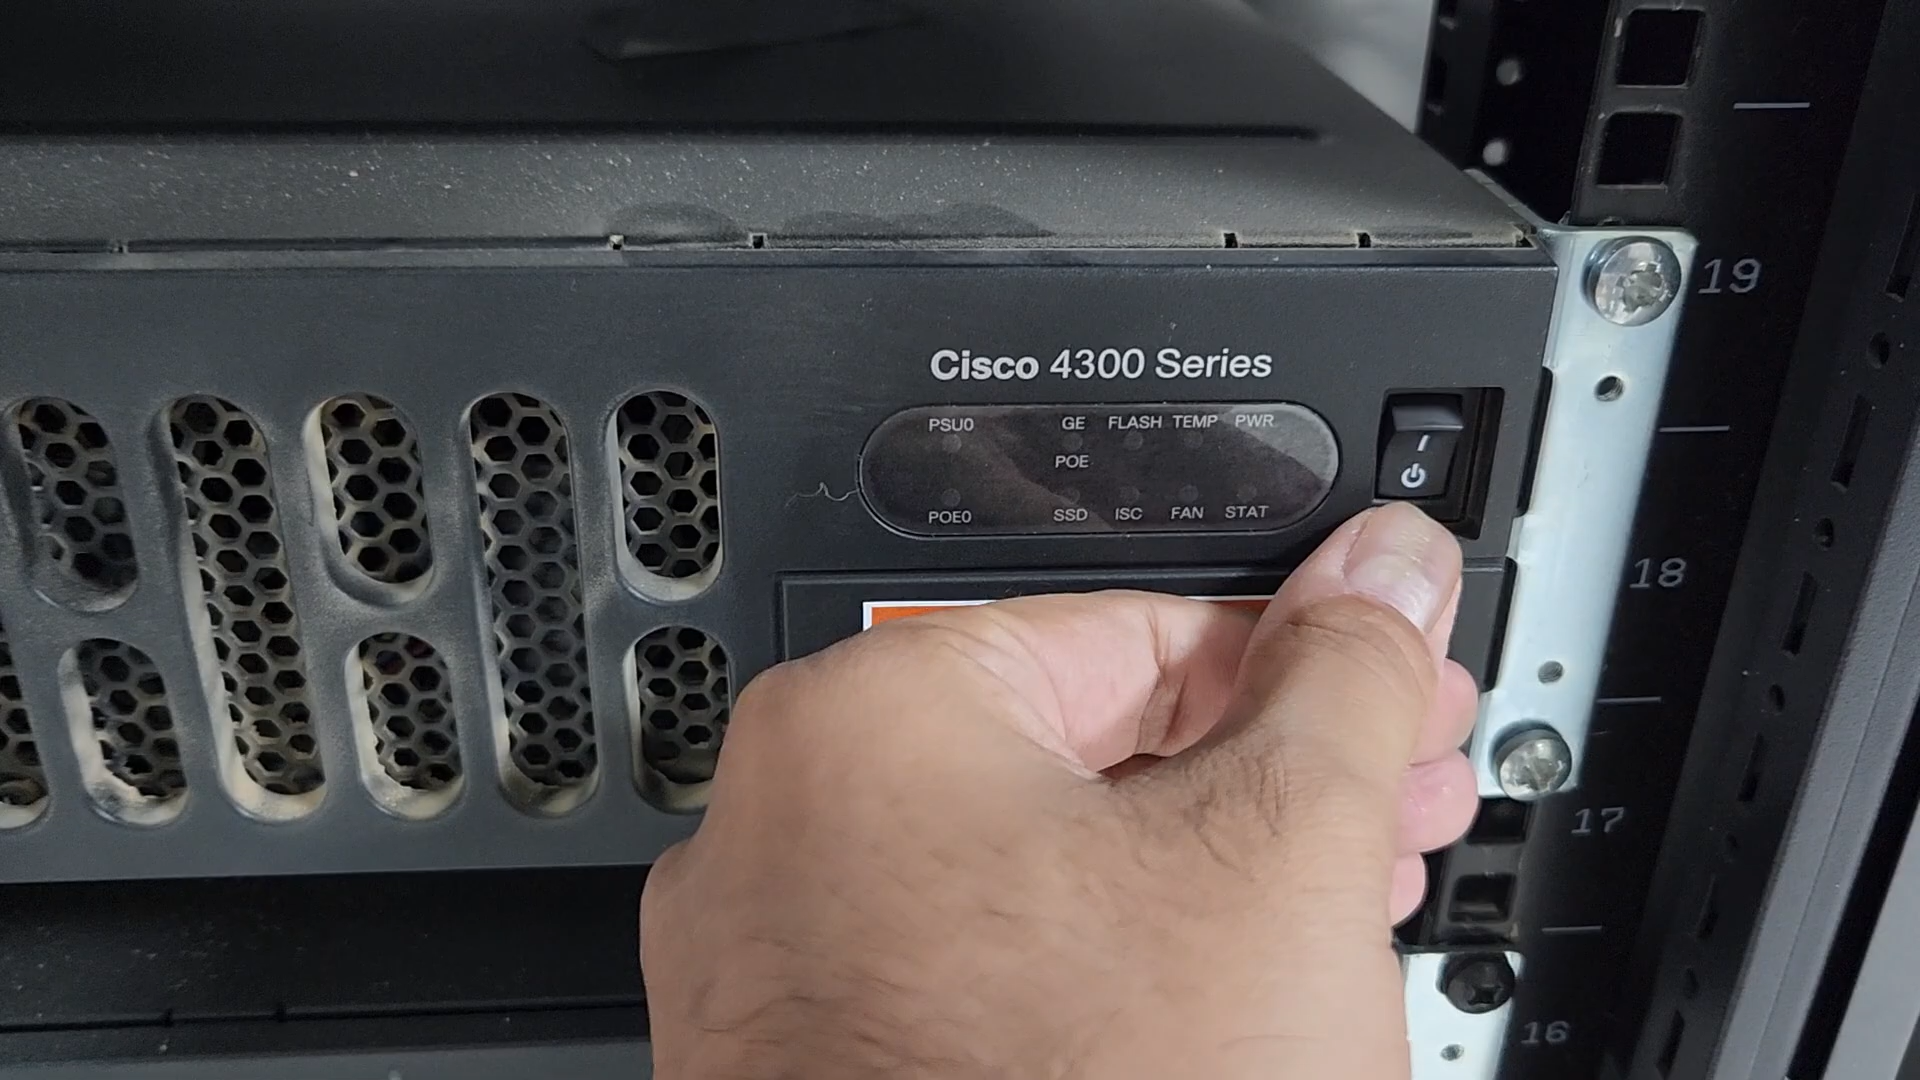 19
Cisco 4300 Series
PSU0 GE FLASH TEMP PWR
POE
POE0 SSD ISC FAN STAT
18
17
16